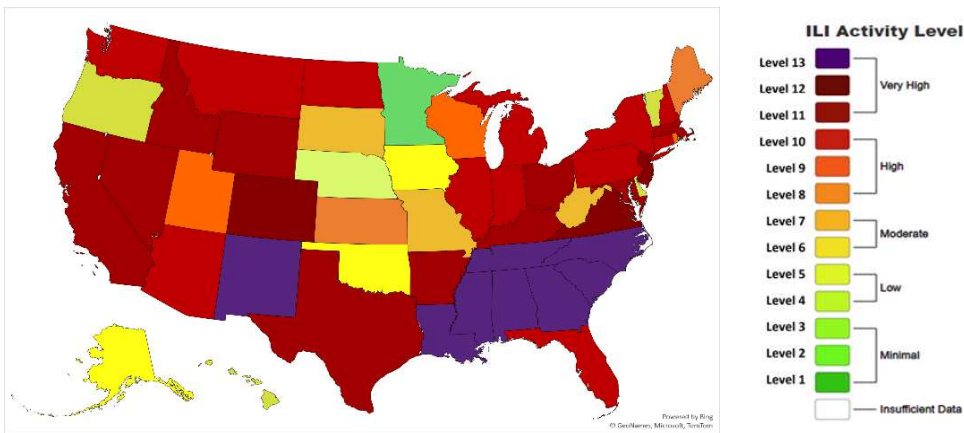 ILI Activity Level
Level 13
Level 12
Very High
Level 11
Level 10
Level 9
High
Level 8
Level 7
Moderate
Level 6
Level 5
Low
Level 4
Level 3
Level 2
Minimal
Level 1
Insufficient Data
Powered by Bing
© GeoNames, Microsoft, TomTom